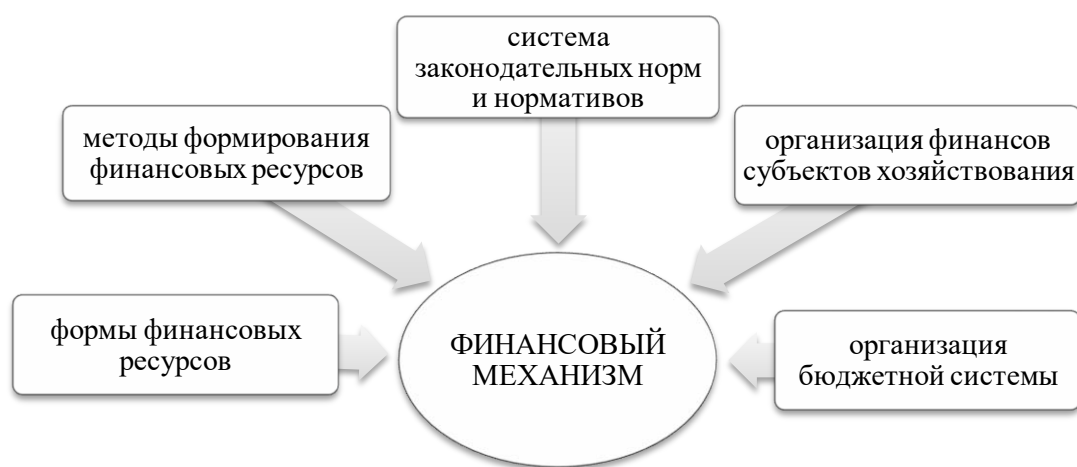 система
законодательных норм
и нормативов
методы формирования
финансовых ресурсов
организация финансов
субъектов хозяйствования
формы финансовых
ресурсов
ФИНАНСОВЫЙ
МЕХАНИЗМ
организация
бюджетной системы